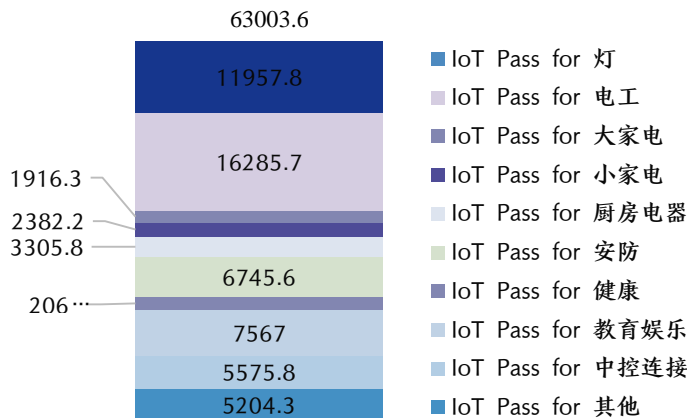 63003.6
11957.8
16285.7
1916.3
2382.2
3305.8
6745.6
206…
7567
5575.8
5204.3
IoT Pass for 灯
IoT Pass for 电工
IoT Pass for 大家电
IoT Pass for 小家电
IoT Pass for 厨房电器
IoT Pass for 安防
IoT Pass for 健康
IoT Pass for 教育娱乐
IoT Pass for 中控连接
IoT Pass for 其他